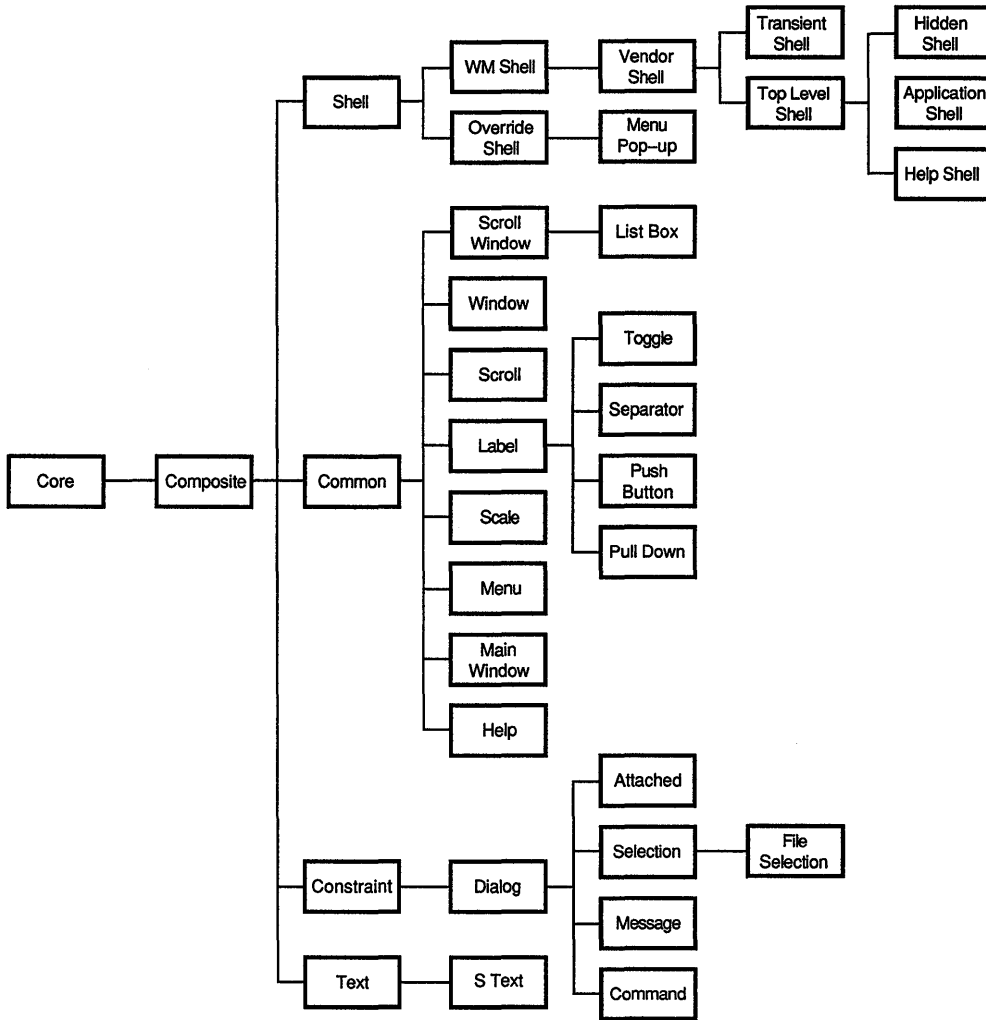 Transient
Shell
Hidden
Shell
WM Shell
Vendor
Shell
Shell
Top Level
Shell
Application
Shell
Override
Shell
Menu
Pop-up
Help Shell
Scroll
Window
List Box
Window
Toggle
Scroll
Separator
Label
Core
Composite
Common
Push
Button
Scale
Pull Down
Menu
Main
Window
Help
Attached
Selection
File
Selection
Constraint
Dialog
Message
Text
S Text
Command